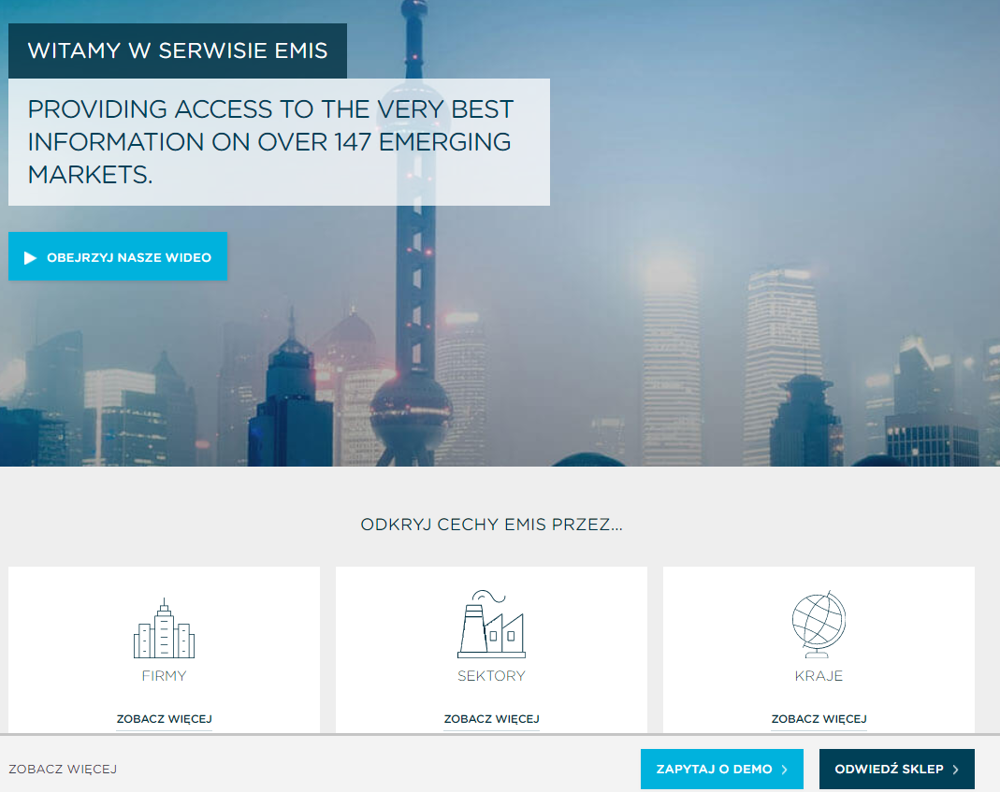 WITAMY W SERWISIE EMIS
PROVIDING ACCESS TO THE VERY BEST
INFORMATION ON OVER 147 EMERGING
MARKETS.
OBEJRZYJ NASZE WIDEO
ODKRYJ CECHY EMIS PRZEZ...
FIRMY
SEKTORY
KRAJE
ZOBACZ WIĘCEJ
ZOBACZ WIĘCEJ
ZOBACZ WIĘCEJ
ZOBACZ WIĘCEJ
ZAPYTAJ O DEMO
ODWIEDŹ SKLEP